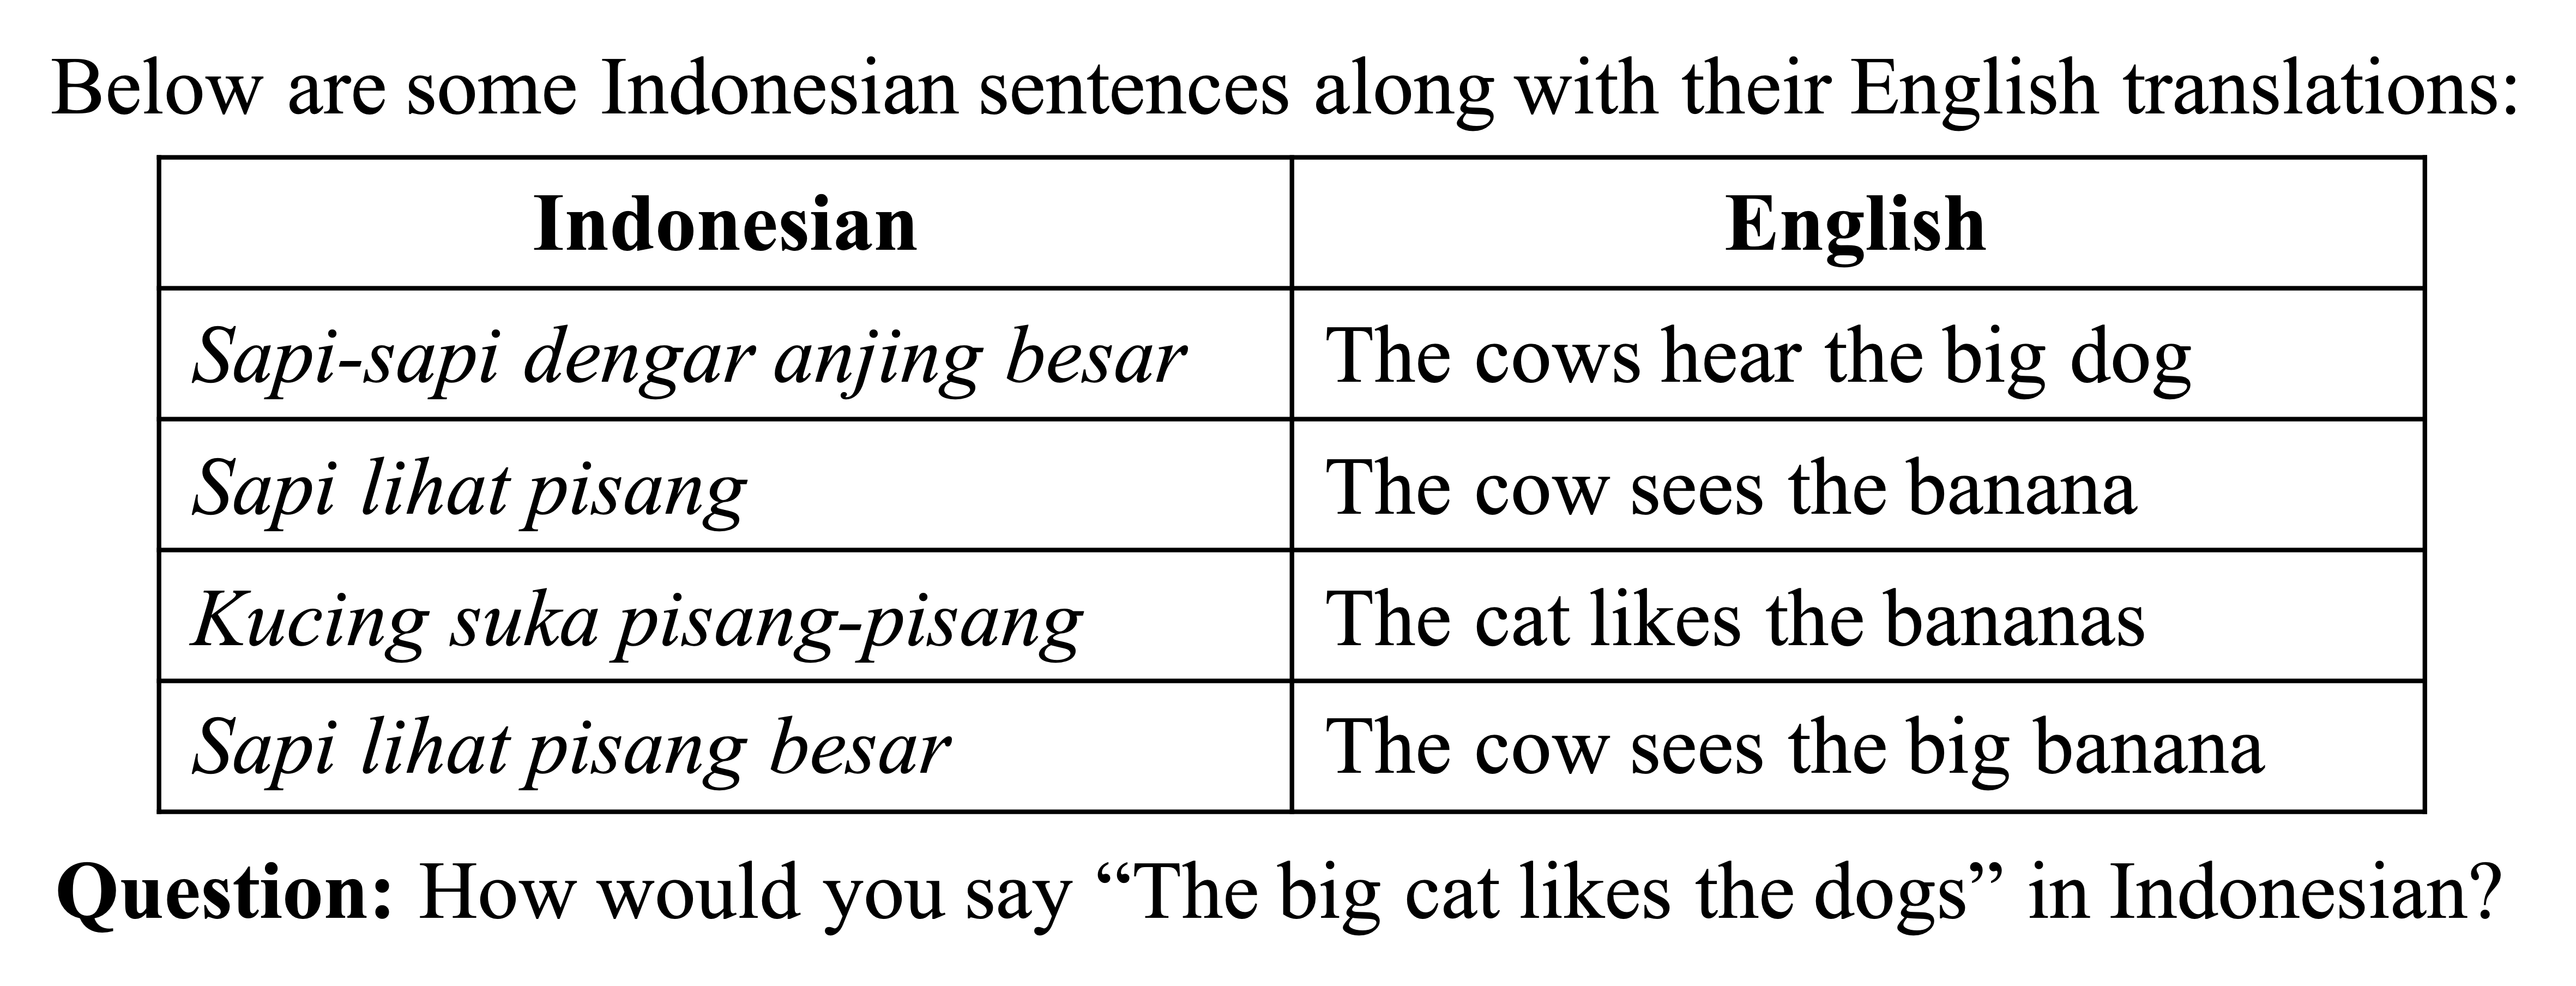 Below are some Indonesian sentences along with their English translations:
Indonesian English
Sapi-sapi dengar anjing besar The cows hear the big dog
Sapi lihat pisang The cow sees the banana
Kucing suka pisang-pisang The cat likes the bananas
Sapi lihat pisang besar The cow sees the big banana
Question: How would you say “The big cat likes the dogs” in Indonesian?